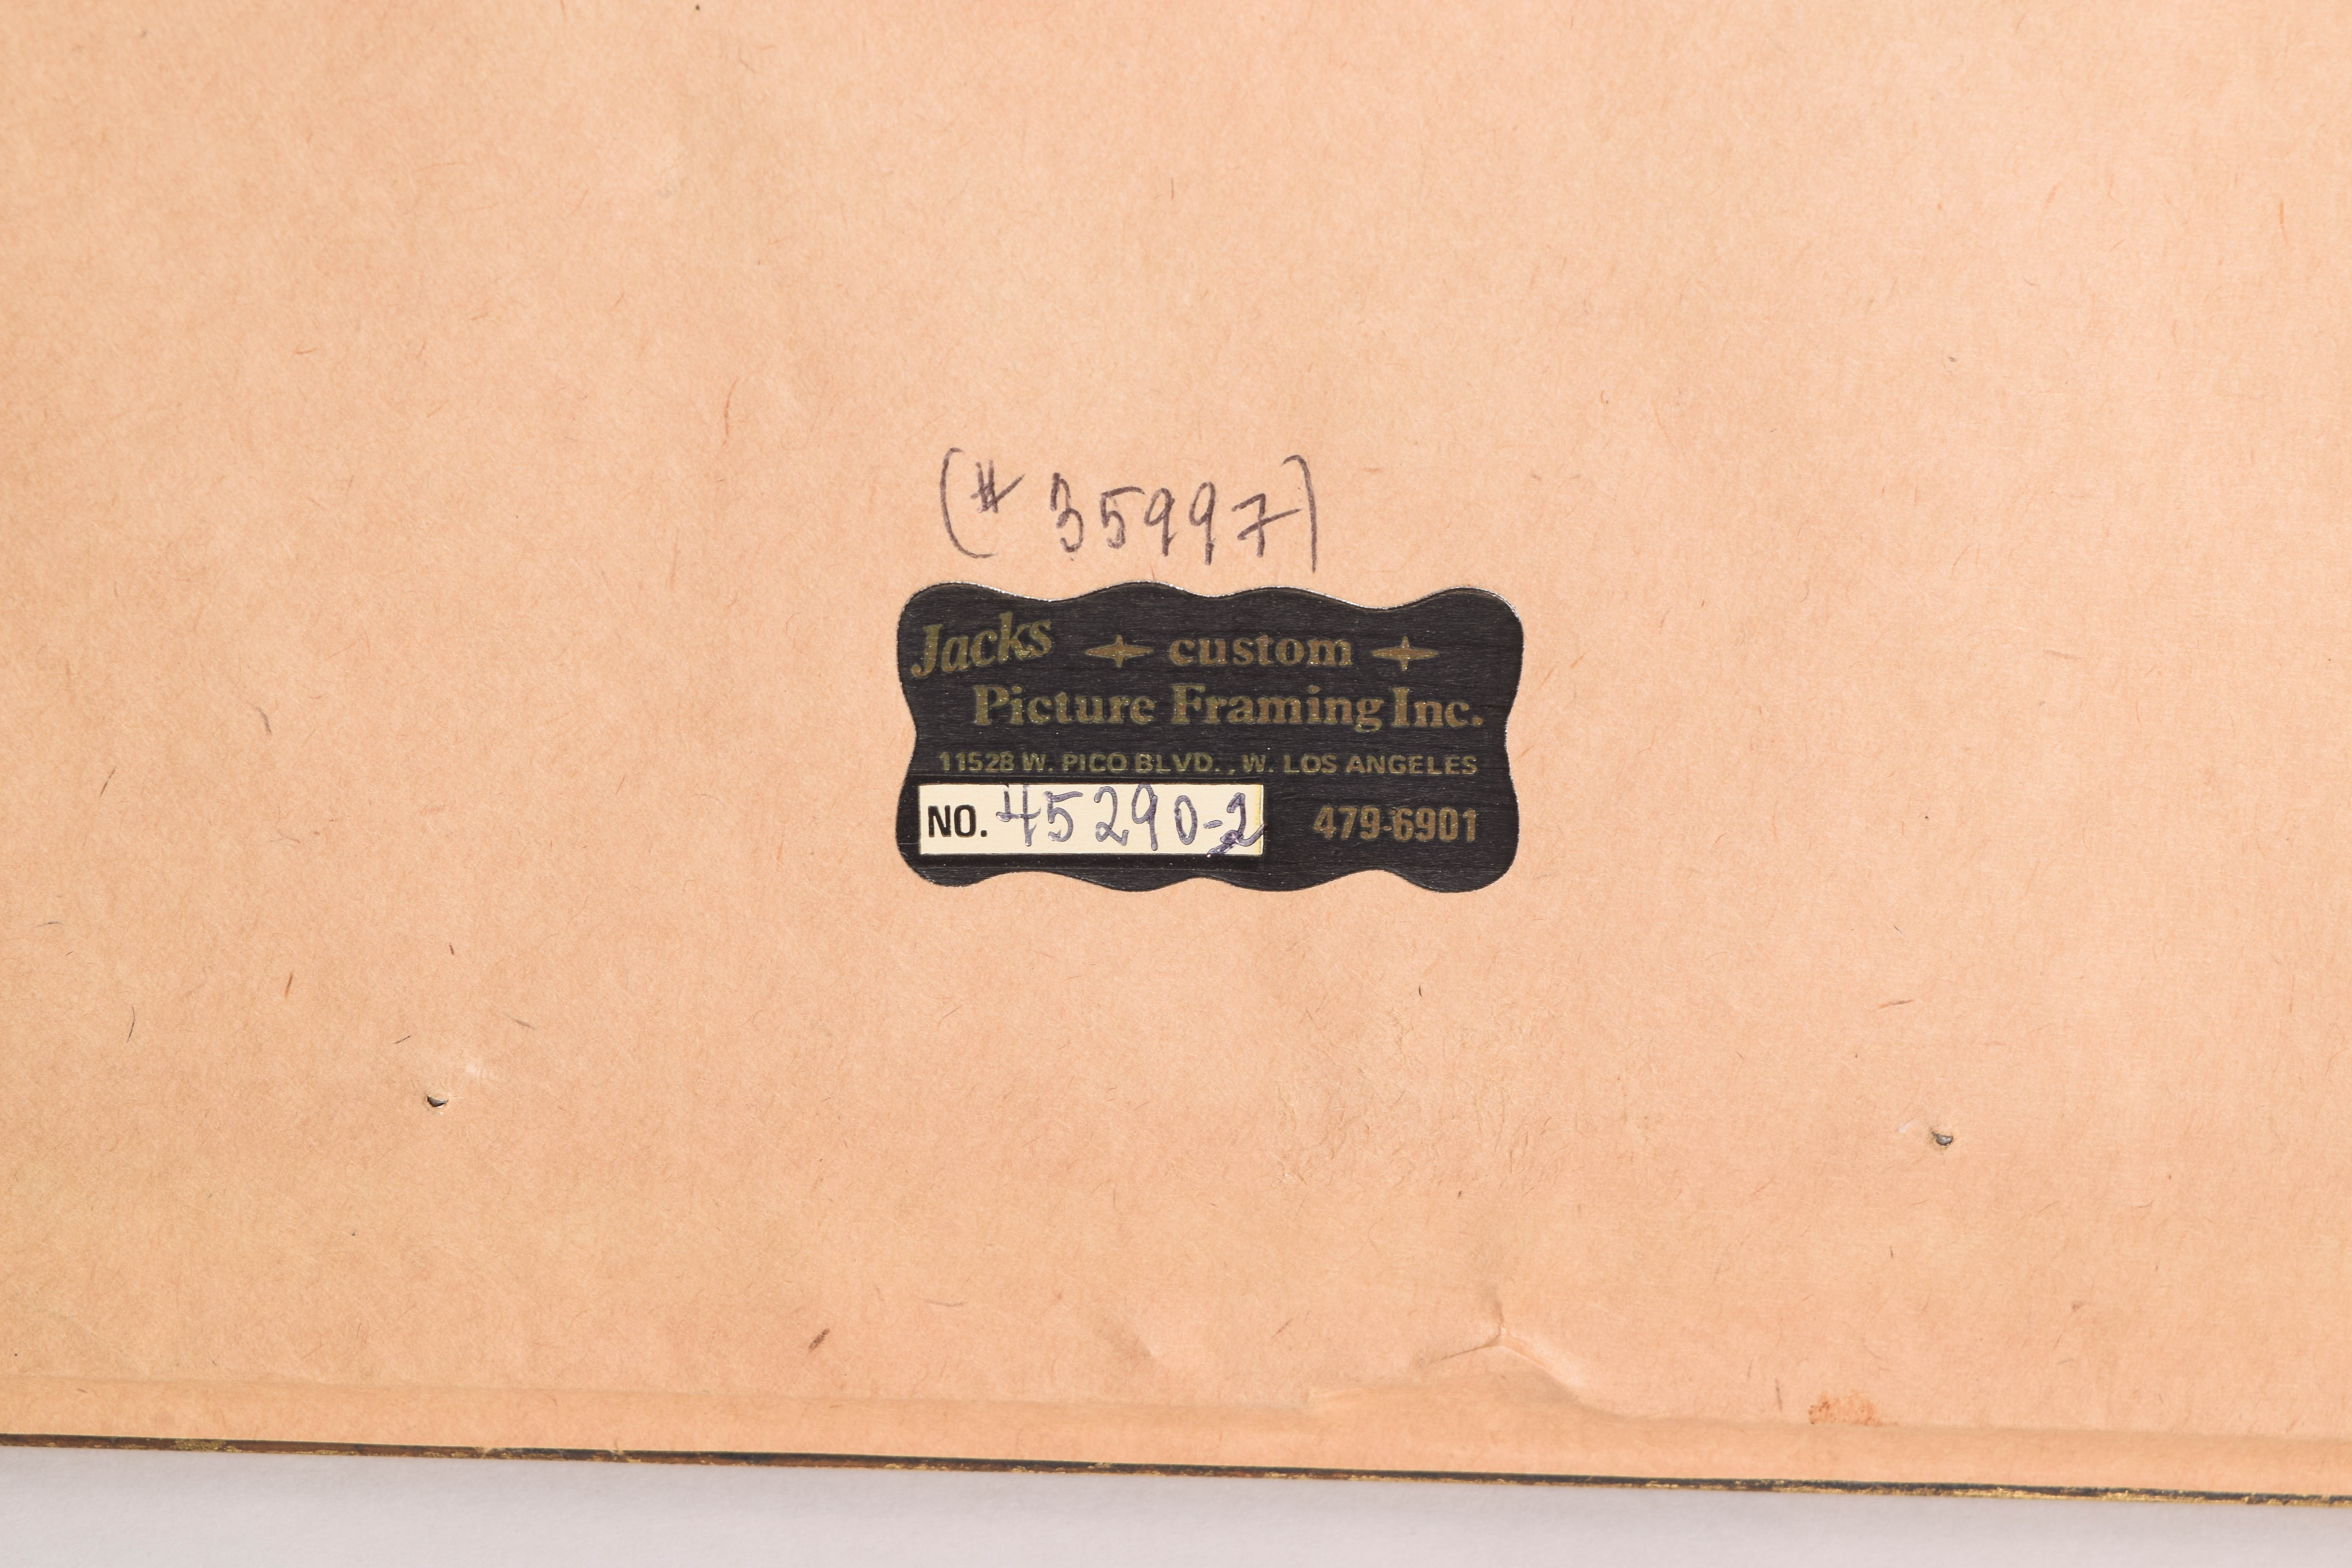 (# 35997)
Jacks custom
Picture Framing Inc.
11528 W. PICO BLVD., W. LOS ANGELES
NO. 45290-2 479-6901